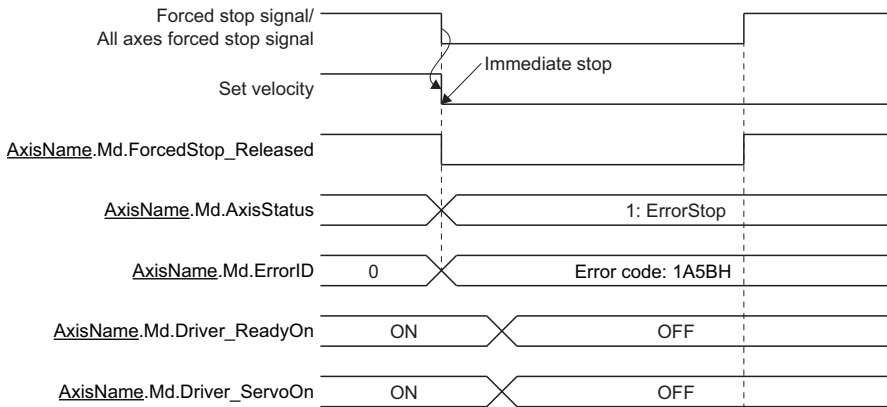 Forced stop signal/
All axes forced stop signal
Immediate stop
Set velocity
AxisName.Md.ForcedStop_Released
AxisName.Md.AxisStatus
1: ErrorStop
AxisName.Md.ErrorID
0
Error code: 1A5BH
AxisName.Md.Driver_ReadyOn
ON
OFF
AxisName.Md.Driver_ServoOn
ON
OFF